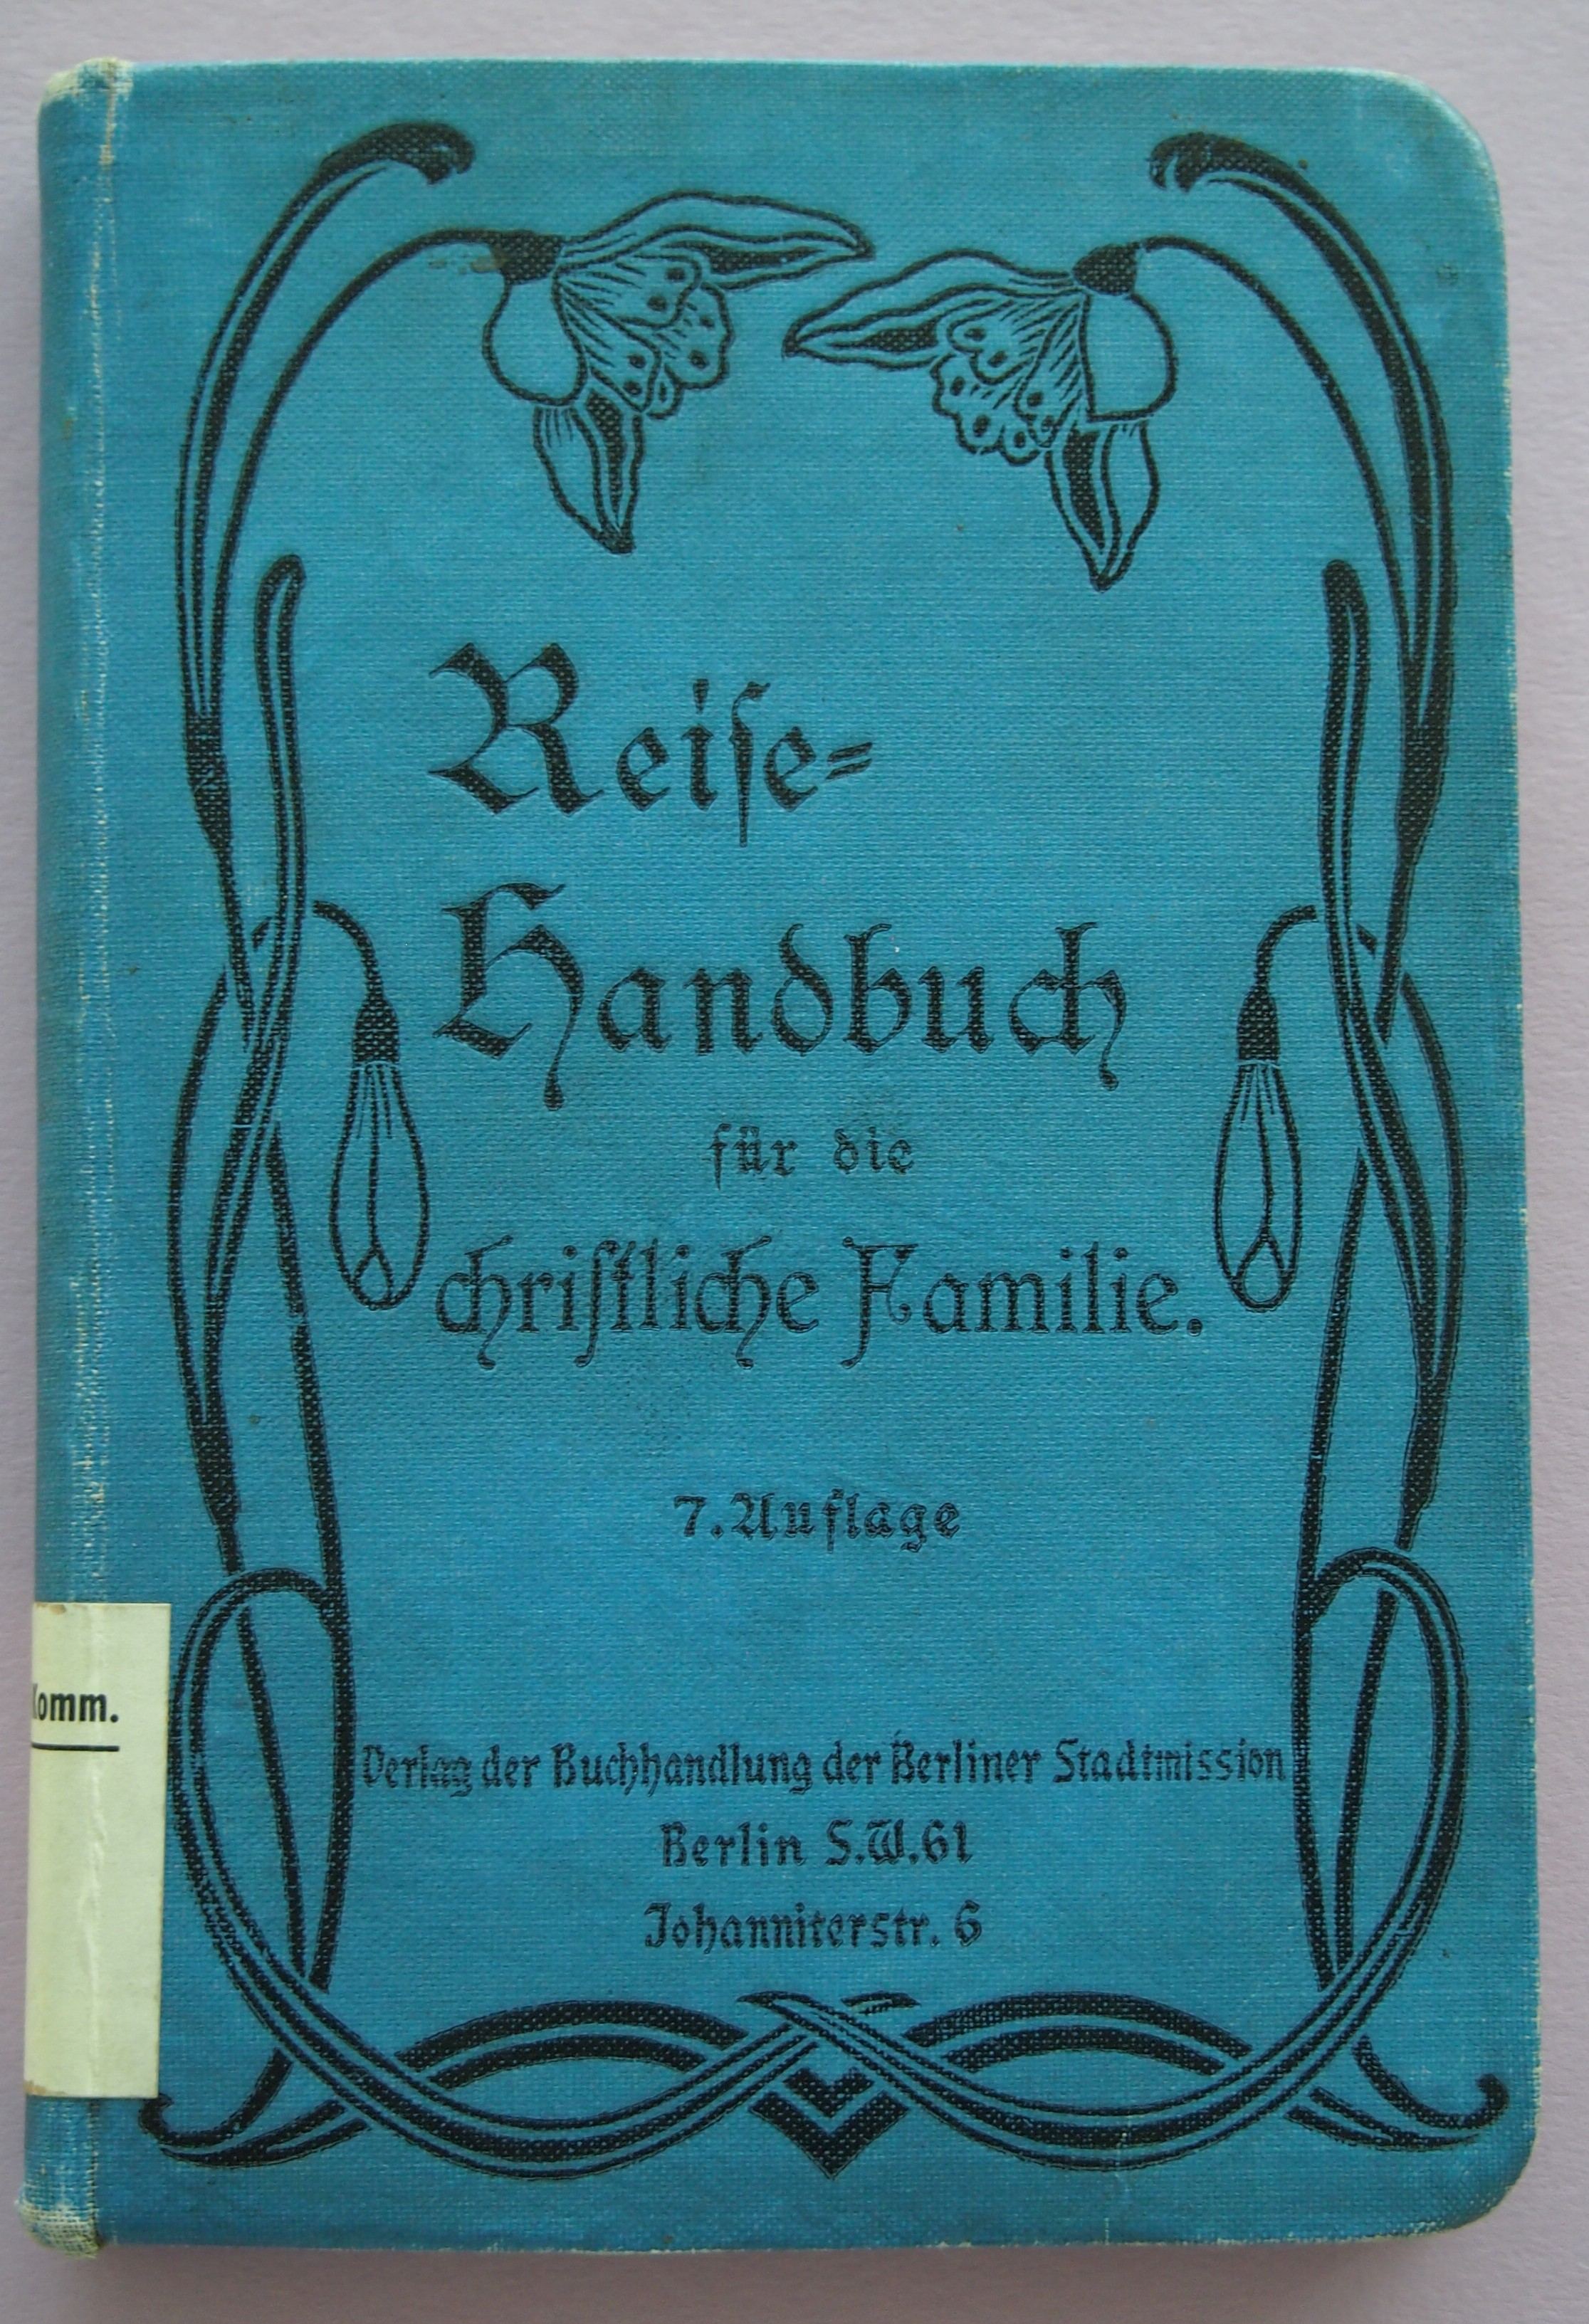 Reise=
Handbuch
für die
christliche Familie.
7. Auflage
Verlag der Buchhandlung der Berliner Stadtmission
Berlin S.W.61
Johanniterstr. 6
Komm.